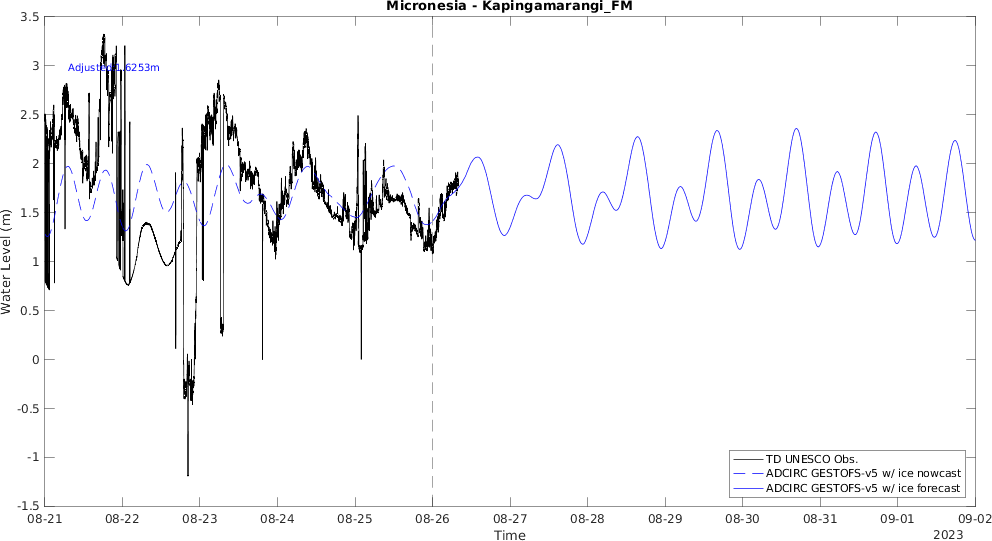 Micronesia - Kapingamarangi_FM
3.5
3
2.5
2
1.5
1
0.5
0
-0.5
-1
-1.5
Water Level (m)
Adjusted 1.6253m
TD UNESCO Obs.
ADCIRC GESTOFS-v5 w/ ice nowcast
ADCIRC GESTOFS-v5 w/ ice forecast
08-21 08-22 08-23 08-24 08-25 08-26 08-27 08-28 08-29 08-30 08-31 09-01 09-02
Time
2023